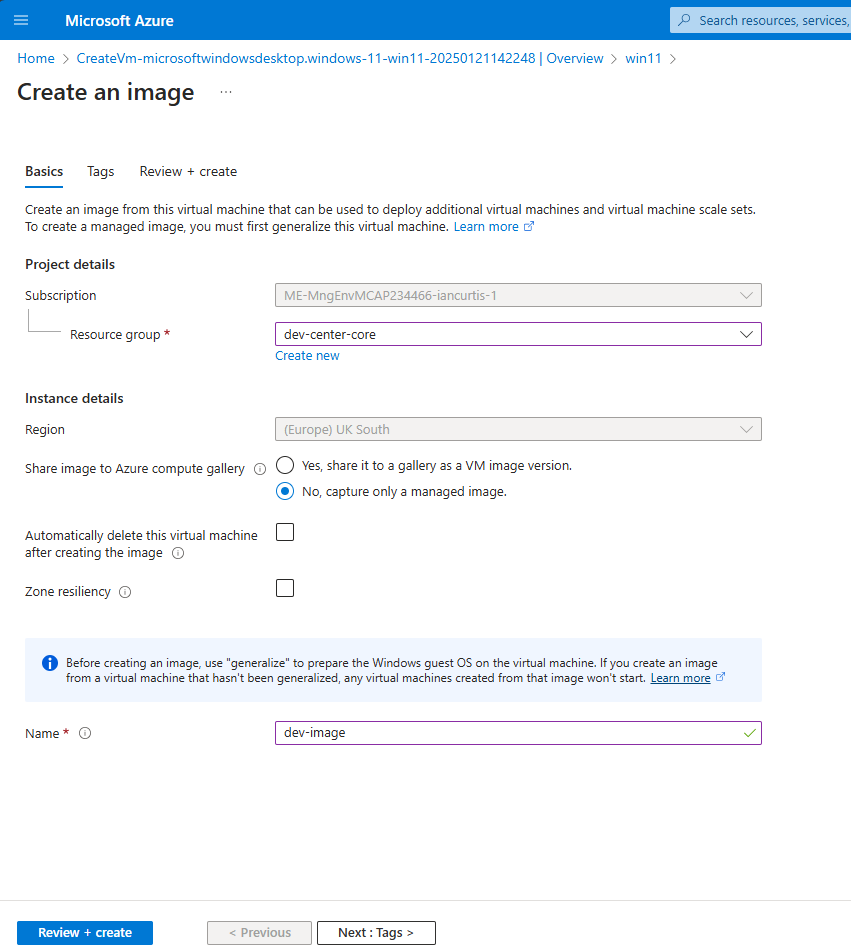 Microsoft Azure
Search resources, services,
Home > CreateVm-microsoftwindowsdesktop.windows-11-win11-20250121142248 | Overview > win11 >
Create an image ...
Basics Tags Review + create
Create an image from this virtual machine that can be used to deploy additional virtual machines and virtual machine scale sets.
To create a managed image, you must first generalize this virtual machine. Learn more
Project details
Subscription
ME-MngEnvMCAP234466-iancurtis-1
Resource group *
dev-center-core
Create new
Instance details
Region
(Europe) UK South
Share image to Azure compute gallery
Yes, share it to a gallery as a VM image version.
No, capture only a managed image.
Automatically delete this virtual machine
after creating the image
Zone resiliency
Before creating an image, use "generalize" to prepare the Windows guest OS on the virtual machine. If you create an image
from a virtual machine that hasn't been generalized, any virtual machines created from that image won't start. Learn more
Name *
dev-image
Review + create
< Previous
Next : Tags >